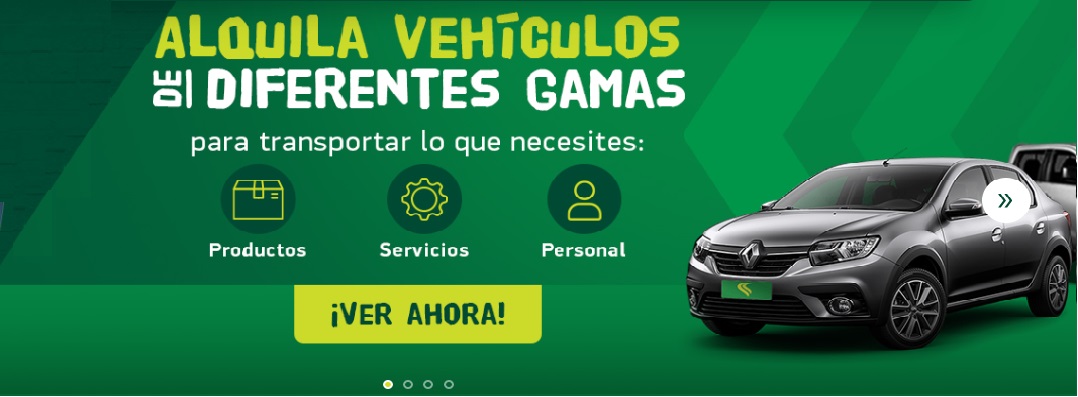 ALQUILA VEHÍCULOS
DE DIFERENTES GAMAS
para transportar lo que necesites:
Productos Servicios Personal
¡VER AHORA!